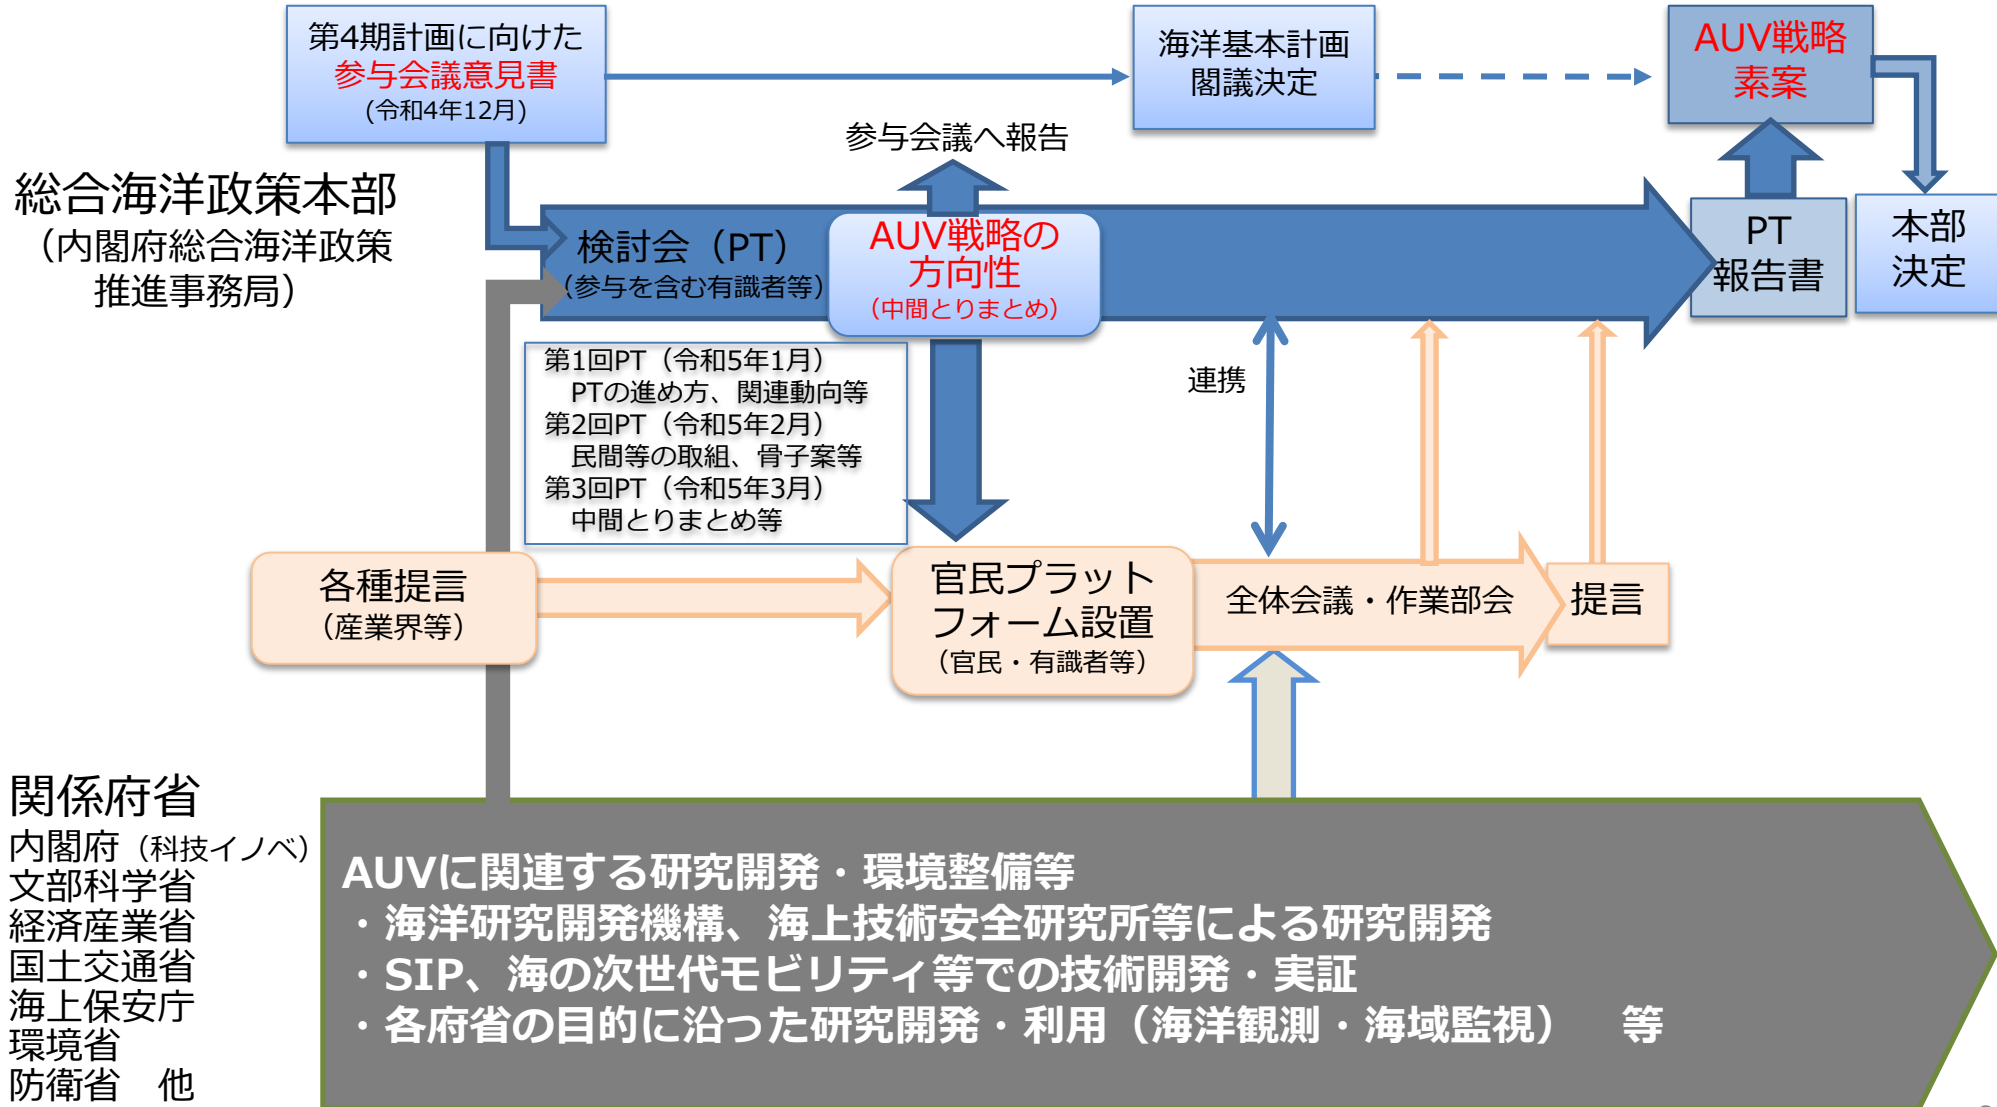 第4期計画に向けた
参与会議意見書
(令和4年12月)
海洋基本計画
閣議決定
AUV戦略
素案
参与会議へ報告
総合海洋政策本部
（内閣府総合海洋政策
推進事務局）
検討会（PT）
（参与を含む有識者等）
AUV戦略の
方向性
（中間とりまとめ）
PT
報告書
本部
決定
第1回PT（令和5年1月）
PTの進め方、関連動向等
第2回PT（令和5年2月）
民間等の取組、骨子案等
第3回PT（令和5年3月）
中間とりまとめ等
連携
各種提言
（産業界等）
官民プラット
フォーム設置
（官民・有識者等）
全体会議・作業部会
提言
関係府省
内閣府（科技イノベ）
文部科学省
経済産業省
国土交通省
海上保安庁
環境省
防衛省　他
AUVに関連する研究開発・環境整備等
・海洋研究開発機構、海上技術安全研究所等による研究開発
・SIP、海の次世代モビリティ等での技術開発・実証
・各府省の目的に沿った研究開発・利用（海洋観測・海域監視）　等